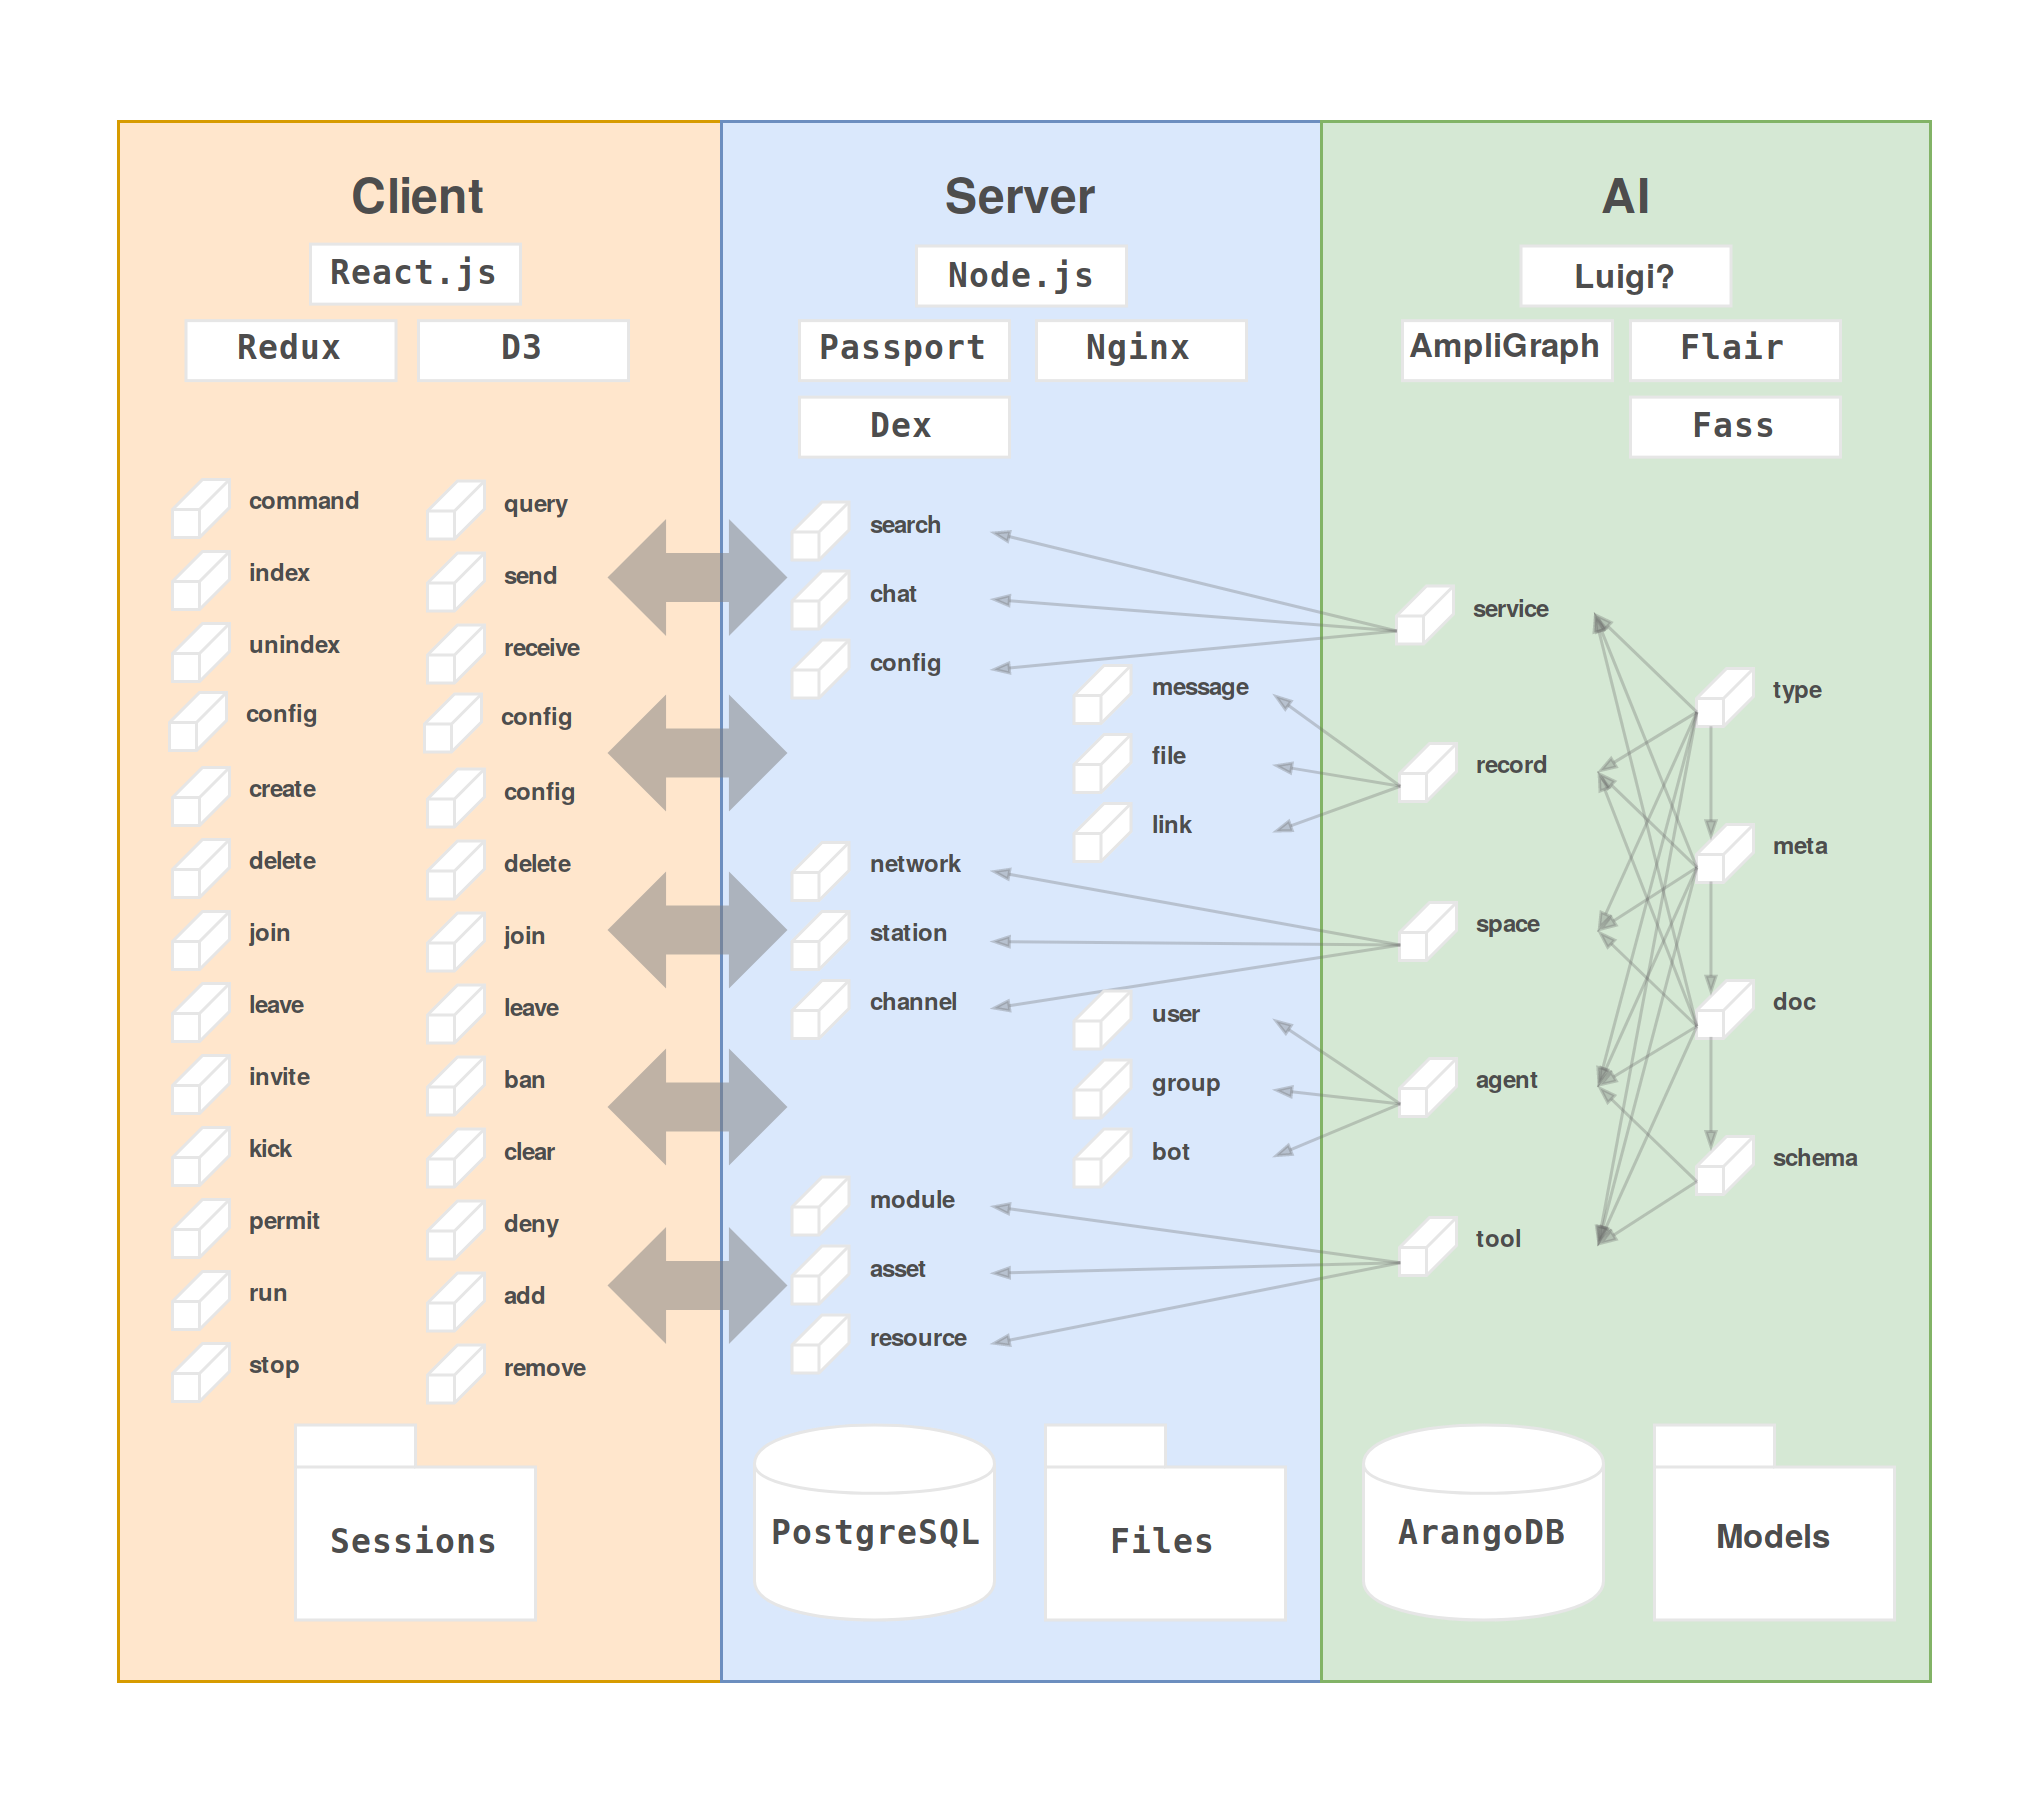 Client
React.js
Redux
D3
command
query
index
send
unindex
receive
config
config
create
config
delete
delete
join
join
leave
leave
invite
ban
kick
clear
permit
deny
run
add
stop
remove
Sessions
Server
Node.js
Passport
Nginx
Dex
search
chat
config
message
file
link
network
station
channel
user
group
bot
module
asset
resource
PostgreSQL
Files
AI
Luigi?
AmpliGraph
Flair
Fass
service
type
record
meta
space
doc
agent
schema
tool
ArangoDB
Models